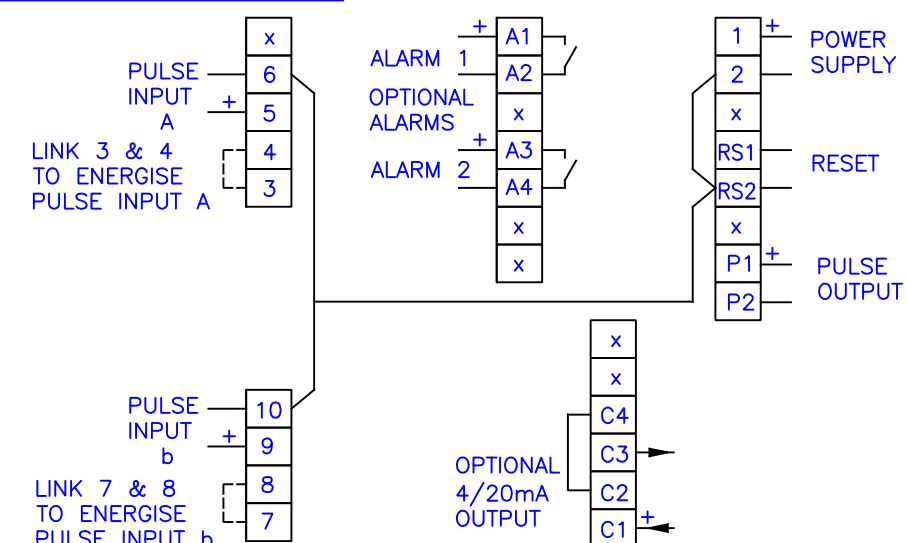 x
6
5
4
3
PULSE
INPUT
A
+
LINK 3 & 4
TO ENERGISE
PULSE INPUT A
ALARM 1
OPTIONAL
ALARMS
ALARM 2
+
+
A1
A2
x
A3
A4
x
x
1
2
x
RS1
RS2
x
P1
P2
+
POWER
SUPPLY
RESET
+
PULSE
OUTPUT
PULSE
INPUT
b
+
10
9
8
7
LINK 7 & 8
TO ENERGISE
PULSE INPUT b
OPTIONAL
4/20mA
OUTPUT
x
x
C4
C3
C2
C1
+